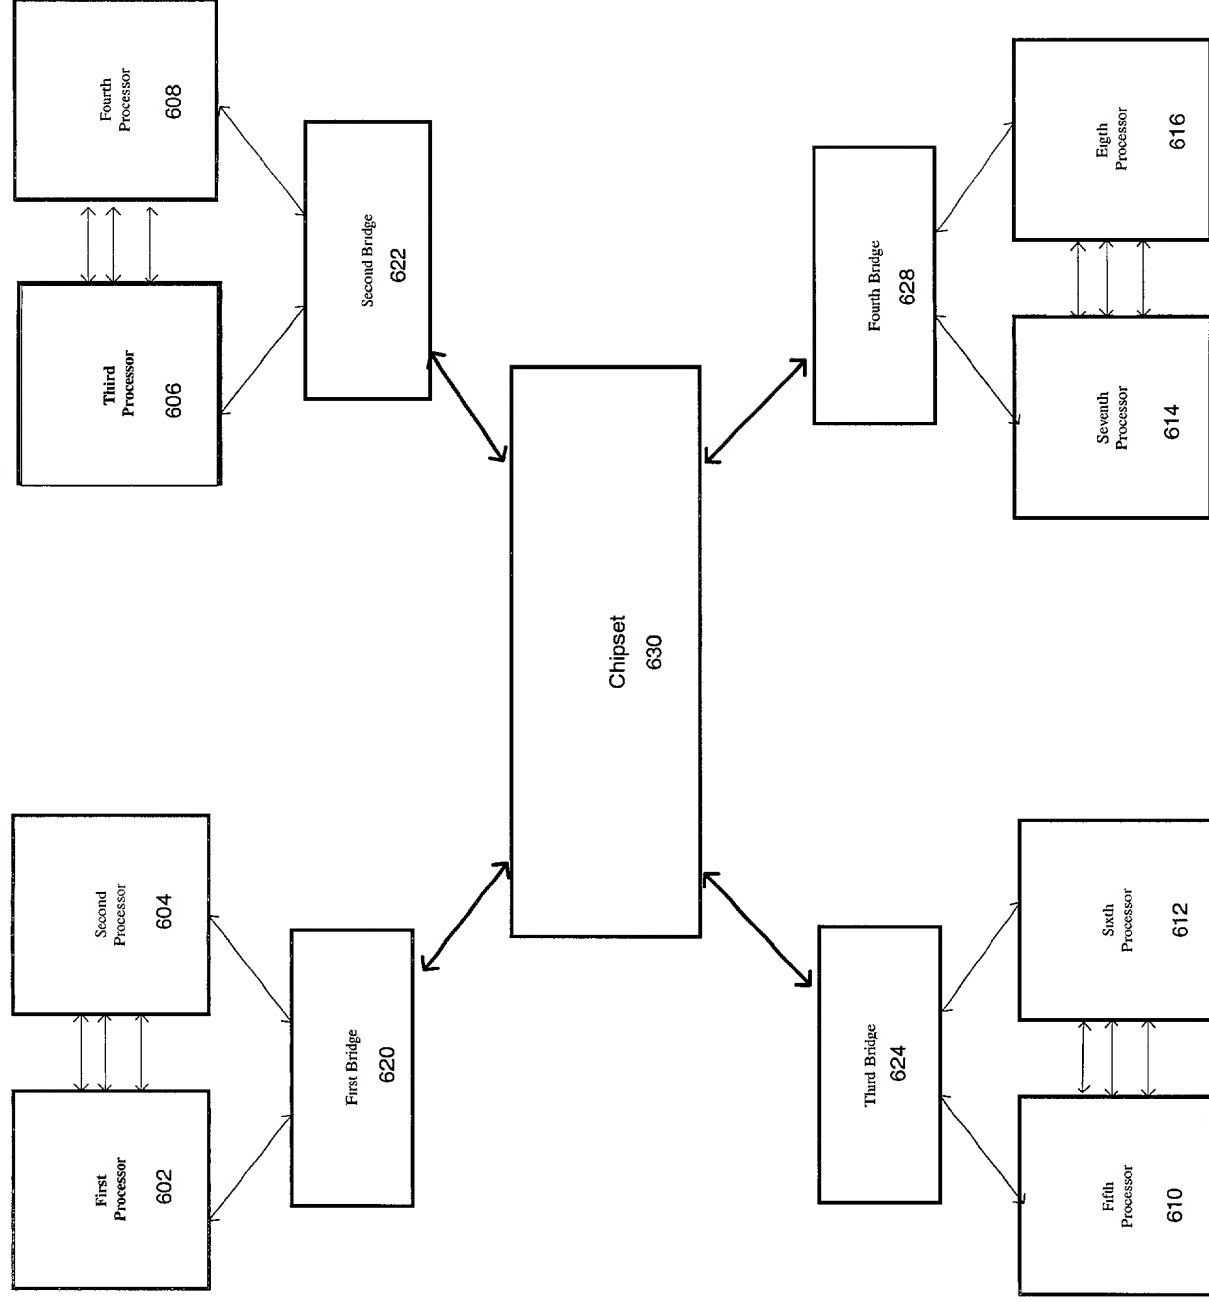 First
Processor
602
Second
Processor
604
Third
Processor
606
Fourth
Processor
608
First Bridge
620
Second Bridge
622
Chipset
630
Third Bridge
624
Fourth Bridge
628
Fifth
Processor
610
Sixth
Processor
612
Seventh
Processor
614
Eigth
Processor
616